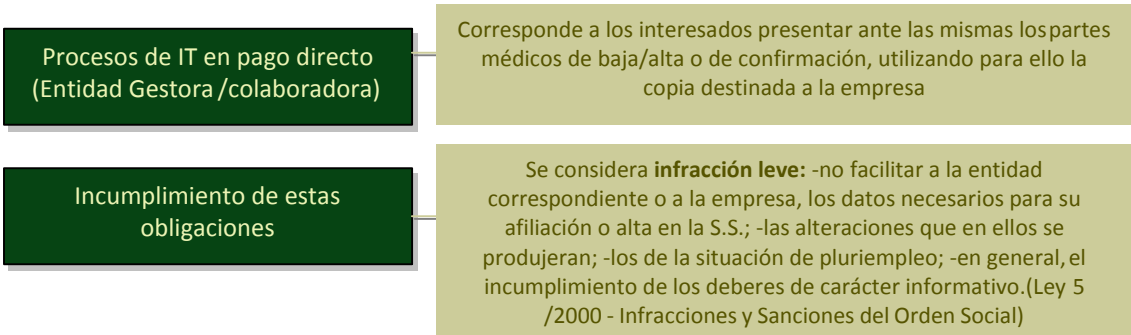 Procesos de IT en pago directo
(Entidad Gestora /colaboradora)
Corresponde a los interesados presentar ante las mismas los partes
médicos de baja/alta o de confirmación, utilizando para ello la
copia destinada a la empresa
Incumplimiento de estas
obligaciones
Se considera infracción leve: -no facilitar a la entidad
correspondiente o a la empresa, los datos necesarios para su
afiliación o alta en la S.S.; -las alteraciones que en ellos se
produjeran; -los de la situación de pluriempleo; -en general, el
incumplimiento de los deberes de carácter informativo.(Ley 5
/2000 - Infracciones y Sanciones del Orden Social)